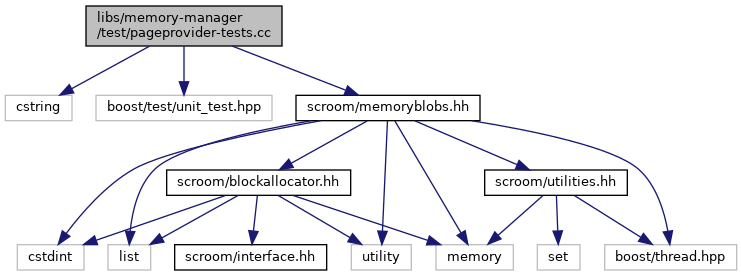 libs/memory-manager
/test/pageprovider-tests.cc
cstring
boost/test/unit_test.hpp
scroom/memoryblobs.hh
scroom/blockallocator.hh
scroom/utilities.hh
cstdint
list
scroom/interface.hh
utility
memory
set
boost/thread.hpp